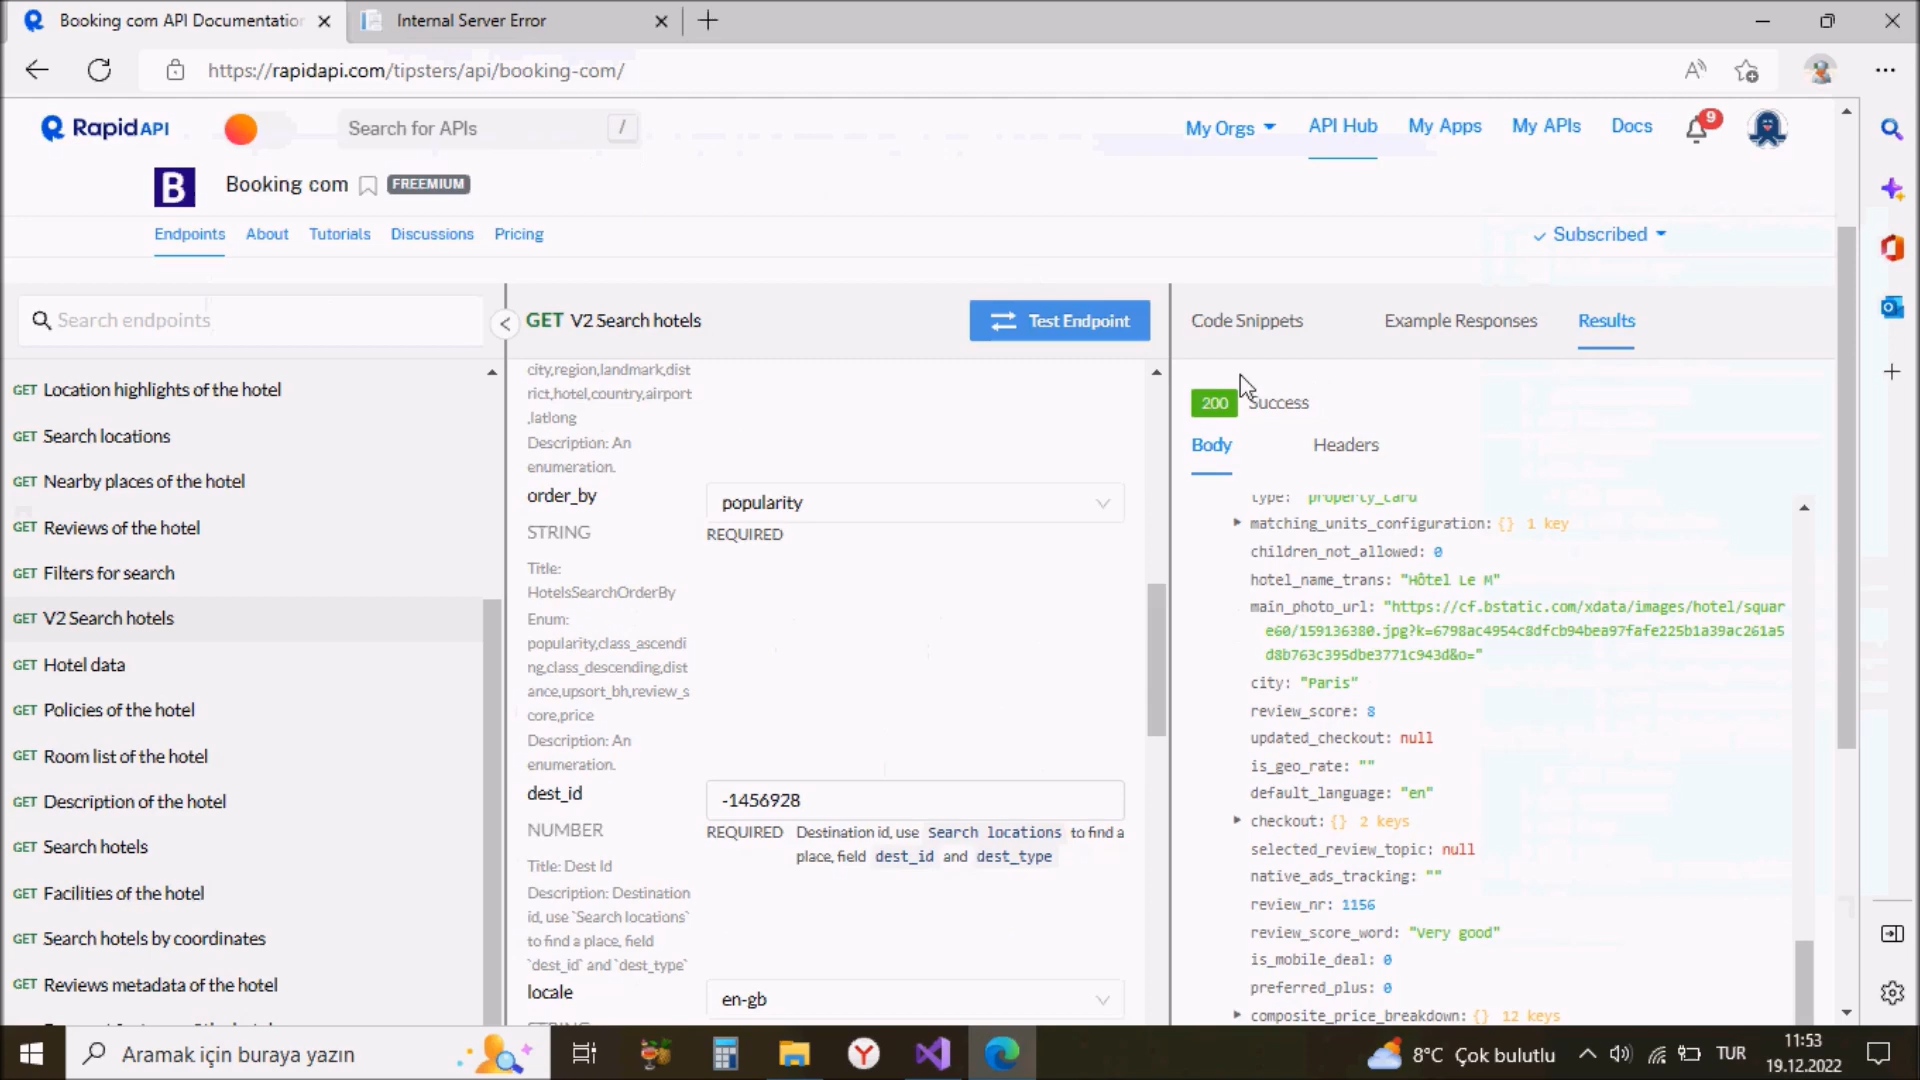 Booking com API Documentation
Internal Server Error
https://rapidapi.com/tipsters/api/booking-com/
Rapid API
Search for APIs
/
My Orgs
API Hub
My Apps
My APIs
Docs
9
B
Booking com
FREEMIUM
Endpoints
About
Tutorials
Discussions
Pricing
Subscribed
Search endpoints
GET Location highlights of the hotel
GET Search locations
GET Nearby places of the hotel
GET Reviews of the hotel
GET Filters for search
GET V2 Search hotels
GET Hotel data
GET Policies of the hotel
GET Room list of the hotel
GET Description of the hotel
GET Search hotels
GET Facilities of the hotel
GET Search hotels by coordinates
GET Reviews metadata of the hotel
GET V2 Search hotels
Test Endpoint
city,region,landmark,dist
rict,hotel,country,airport
,latlong
Description: An
enumeration.
order_by
popularity
STRING
REQUIRED
Title:
HotelsSearchOrderBy
Enum:
popularity,class_ascendi
ng,class_descending,dist
ance,upsort_bh,review_s
core,price
Description: An
enumeration.
dest_id
-1456928
NUMBER
REQUIRED Destination id, use Search locations to find a
place, field dest_id and dest_type
Title: Dest Id
Description: Destination
id, use `Search locations`
to find a place, field
`dest_id` and `dest_type`
locale
en-gb
Code Snippets
Example Responses
Results
200 Success
Body
Headers
type: "property_card
matching_units_configuration: {} 1 key
children_not_allowed: 0
hotel_name_trans: "Hôtel Le M"
main_photo_url: "https://cf.bstatic.com/xdata/images/hotel/squar
e60/159136380.jpg?k=6798ac4954c8dfcb94bea97fafe225b1a39ac261a5
d8b763c395dbe3771c943d&o="
city: "Paris"
review_score: 8
updated_checkout: null
is_geo_rate: ""
default_language: "en"
checkout: {} 2 keys
selected_review_topic: null
native_ads_tracking: ""
review_nr: 1156
review_score_word: "Very good"
is_mobile_deal: 0
preferred_plus: 0
composite_price_breakdown: {} 12 keys
Aramak için buraya yazın
8°C Çok bulutlu
TUR
11:53
19.12.2022